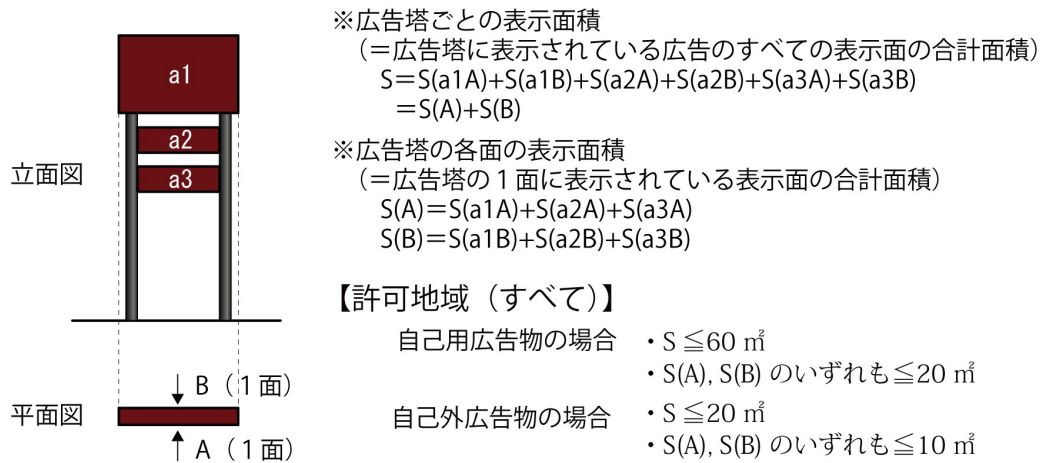 a1
a2
a3
立面図
B（１面）
平面図
A（１面）
※広告塔ごとの表示面積
（＝広告塔に表示されている広告のすべての表示面の合計面積）
S＝S(a1A)+S(a1B)+S(a2A)+S(a2B)+S(a3A)+S(a3B)
＝S(A)+S(B)
※広告塔の各面の表示面積
（＝広告塔の１面に表示されている表示面の合計面積）
S(A)＝S(a1A)+S(a2A)+S(a3A)
S(B)＝S(a1B)+S(a2B)+S(a3B)
【許可地域（すべて）】
自己用広告物の場合 ・S ≦60 ㎡
・S(A), S(B) のいずれも≦20 ㎡
自己外広告物の場合 ・S ≦20 ㎡
・S(A), S(B) のいずれも≦10 ㎡